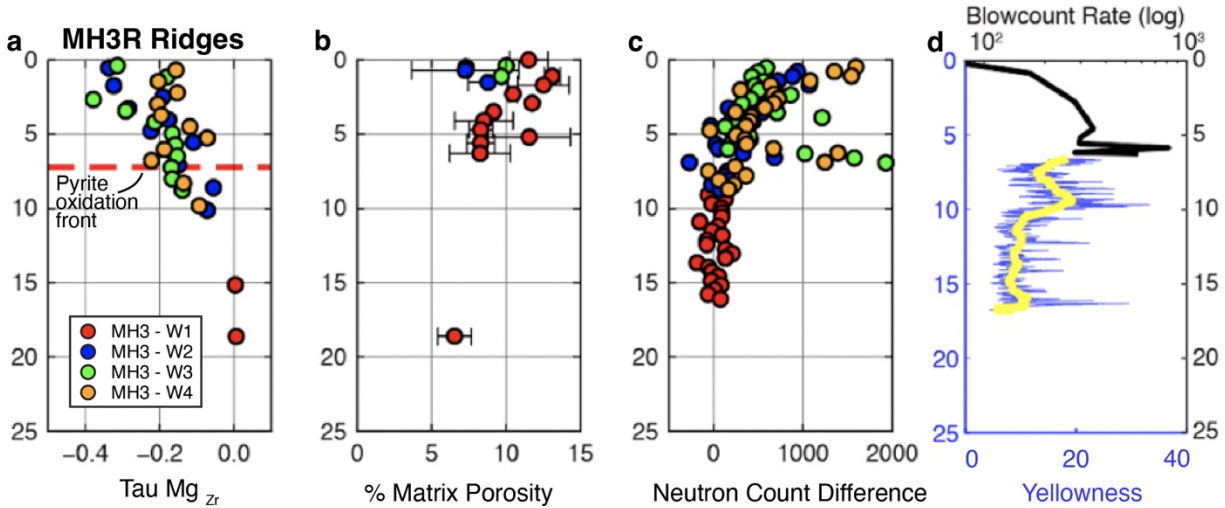 a MH3R Ridges b c d Blowcount Rate (log)
10² 10³
0 0 0 0 0
5 5 5 5 5
Pyrite
oxidation
front
10 10 10 10 10
15 15 15 15 15
MH3 - W1
MH3 - W2
MH3 - W3
MH3 - W4
20 20 20 20 20
25 25 25 25 25
−0.4 −0.2 0.0 0 5 10 15 0 1000 2000 0 20 40
Tau Mg Zr % Matrix Porosity Neutron Count Difference Yellowness